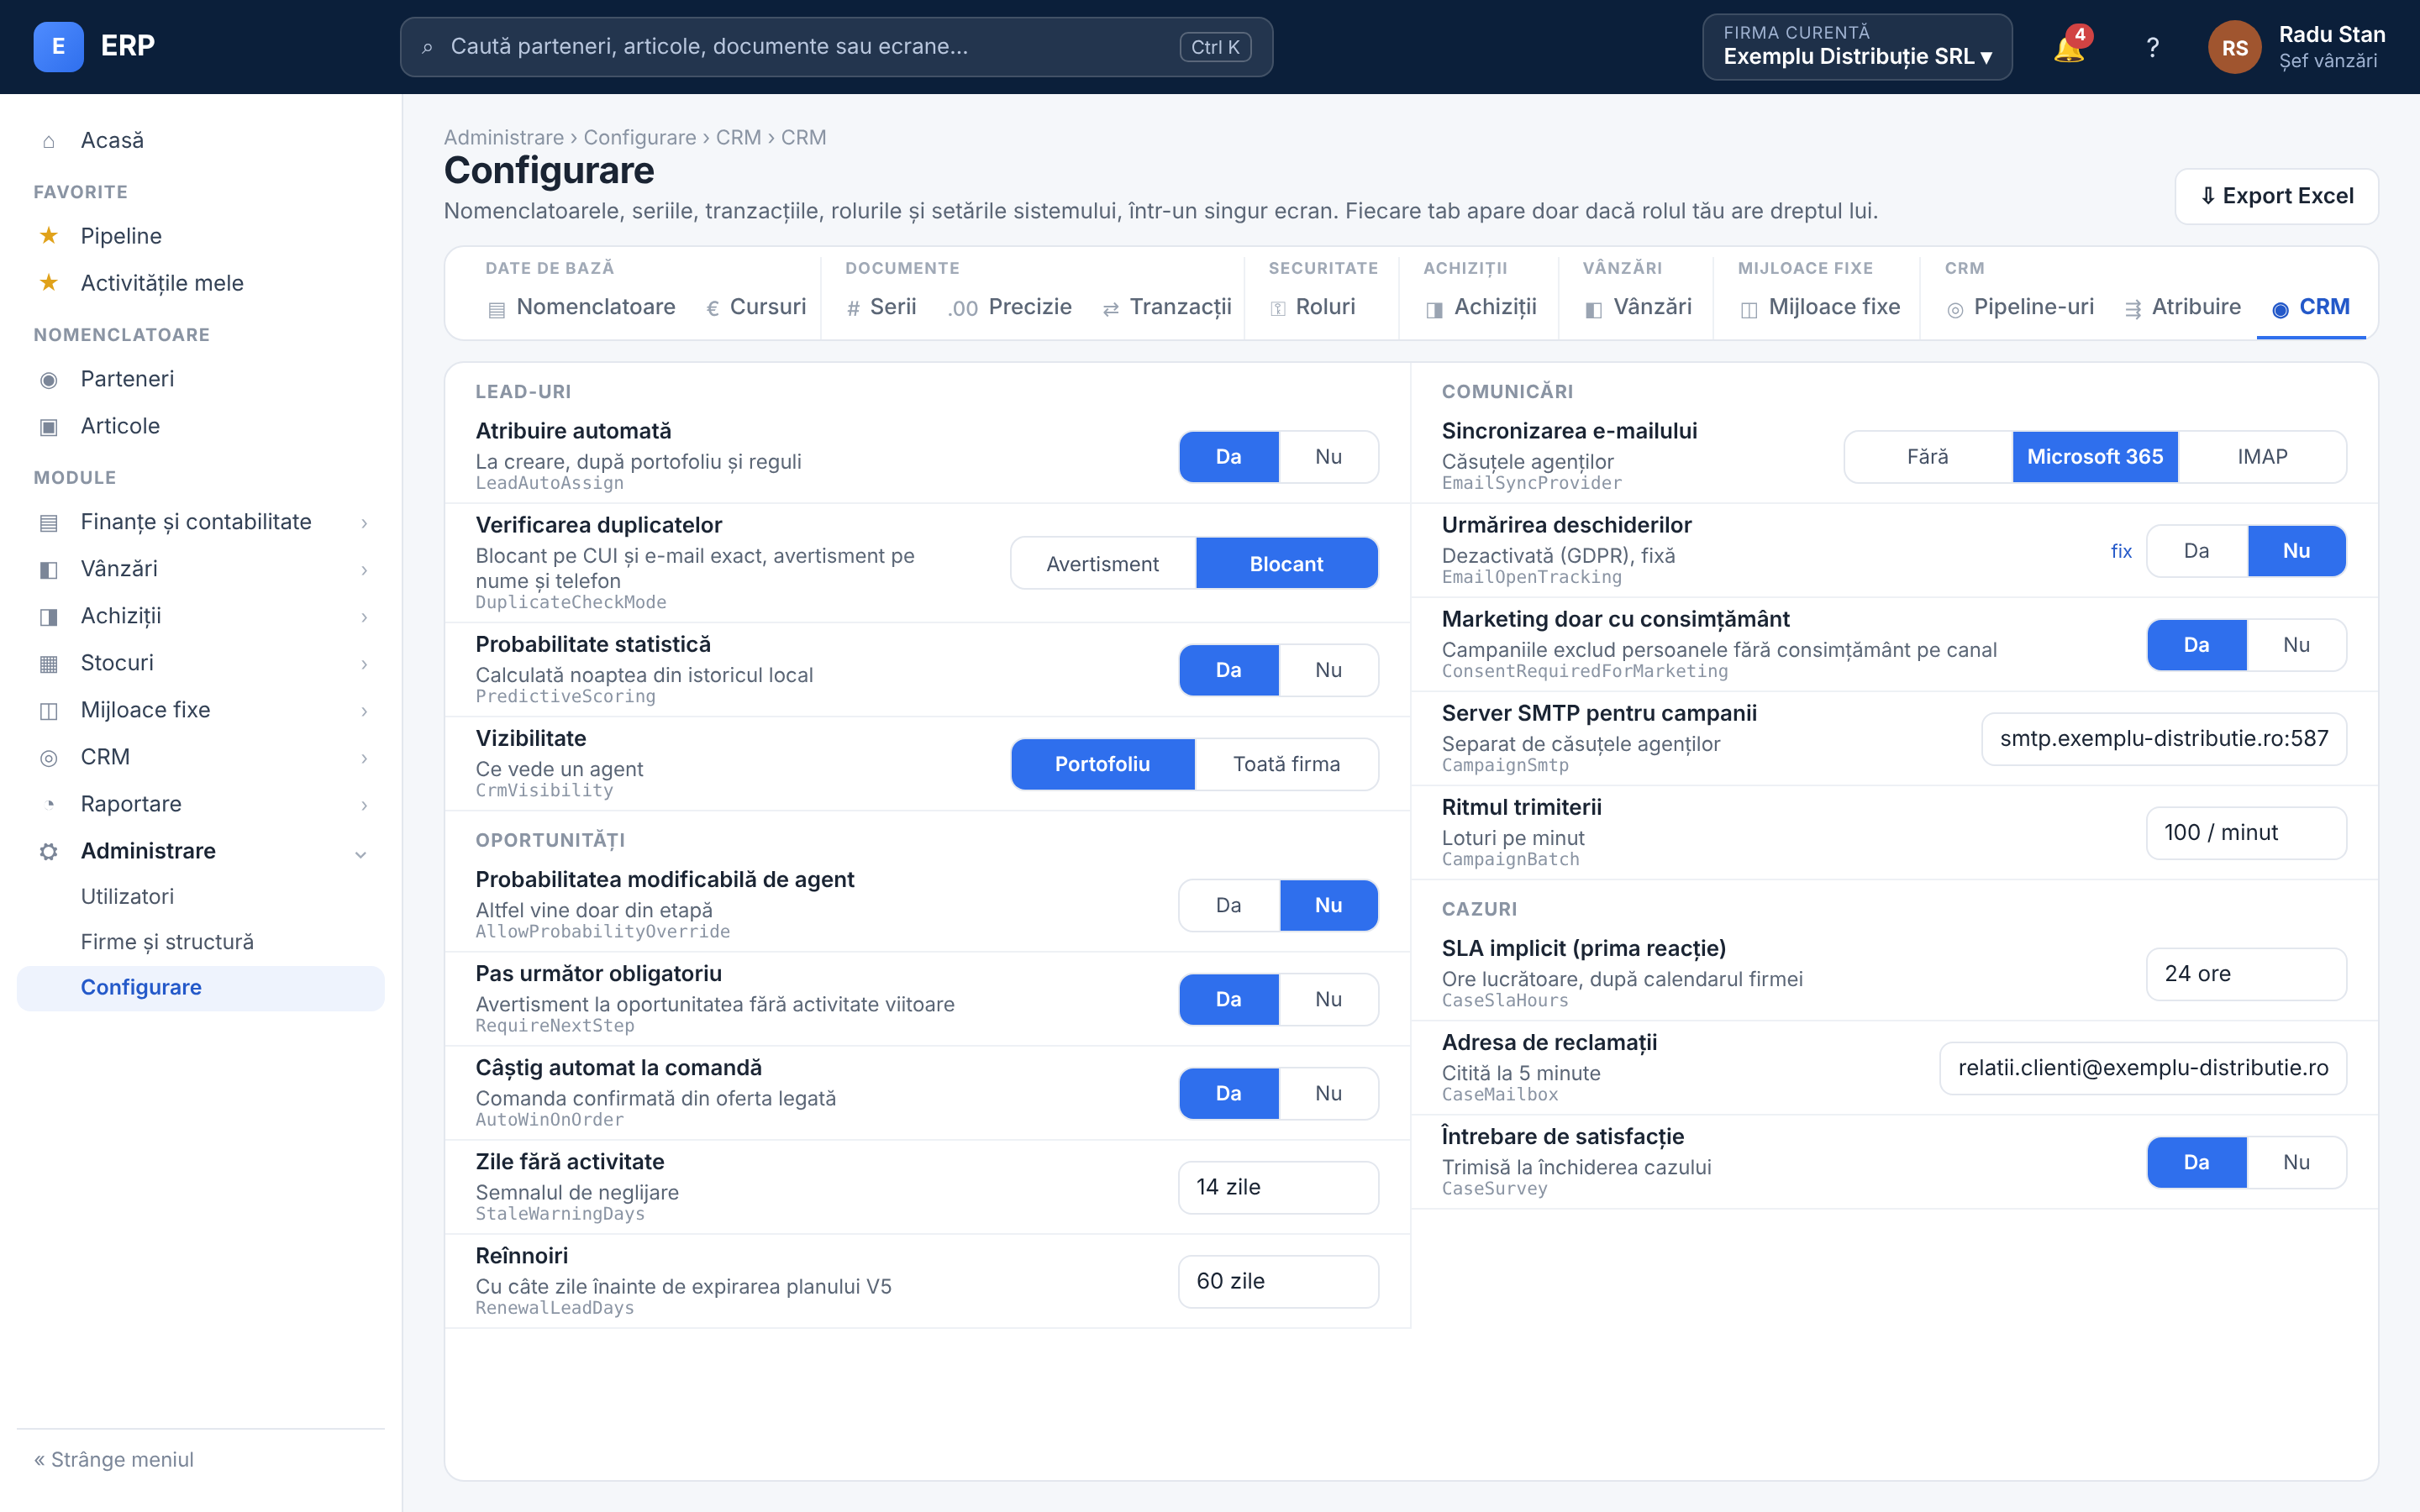 E ERP
Caută parteneri, articole, documente sau ecrane... Ctrl K
FIRMA CURENTĂ
Exemplu Distribuție SRL ▾
4
?
RS
Radu Stan
Șef vânzări
Acasă
FAVORITE
★ Pipeline
★ Activitățile mele
NOMENCLATOARE
Parteneri
Articole
MODULE
Finanțe și contabilitate ›
Vânzări ›
Achiziții ›
Stocuri ›
Mijloace fixe ›
CRM ›
Raportare ›
Administrare
Utilizatori
Firme și structură
Configurare
« Strânge meniul
Administrare › Configurare › CRM › CRM
Configurare
Nomenclatoarele, seriile, tranzacțiile, rolurile și setările sistemului, într-un singur ecran. Fiecare tab apare doar dacă rolul tău are dreptul lui.
⇩ Export Excel
DATE DE BAZĂ
Nomenclatoare € Cursuri
DOCUMENTE
# Serii .00 Precizie ⇄ Tranzacții
SECURITATE
Roluri
ACHIZIȚII
Achiziții
VÂNZĂRI
Vânzări
MIJLOACE FIXE
Mijloace fixe
CRM
Pipeline-uri Atribuire CRM
LEAD-URI
Atribuire automată
La creare, după portofoliu și reguli
LeadAutoAssign
Da Nu
Verificarea duplicatelor
Blocant pe CUI și e-mail exact, avertisment pe
nume și telefon
DuplicateCheckMode
Avertisment Blocant
Probabilitate statistică
Calculată noaptea din istoricul local
PredictiveScoring
Da Nu
Vizibilitate
Ce vede un agent
CrmVisibility
Portofoliu Toată firma
OPORTUNITĂȚI
Probabilitatea modificabilă de agent
Altfel vine doar din etapă
AllowProbabilityOverride
Da Nu
Pas următor obligatoriu
Avertisment la oportunitatea fără activitate viitoare
RequireNextStep
Da Nu
Câștig automat la comandă
Comanda confirmată din oferta legată
AutoWinOnOrder
Da Nu
Zile fără activitate
Semnalul de neglijare
StaleWarningDays
14 zile
Reînnoiri
Cu câte zile înainte de expirarea planului V5
RenewalLeadDays
60 zile
COMUNICĂRI
Sincronizarea e-mailului
Căsuțele agenților
EmailSyncProvider
Fără Microsoft 365 IMAP
Urmărirea deschiderilor
Dezactivată (GDPR), fixă
EmailOpenTracking
fix Da Nu
Marketing doar cu consimțământ
Campaniile exclud persoanele fără consimțământ pe canal
ConsentRequiredForMarketing
Da Nu
Server SMTP pentru campanii
Separat de căsuțele agenților
CampaignSmtp
smtp.exemplu-distributie.ro:587
Ritmul trimiterii
Loturi pe minut
CampaignBatch
100 / minut
CAZURI
SLA implicit (prima reacție)
Ore lucrătoare, după calendarul firmei
CaseSlaHours
24 ore
Adresa de reclamații
Citită la 5 minute
CaseMailbox
relatii.clienti@exemplu-distributie.ro
Întrebare de satisfacție
Trimisă la închiderea cazului
CaseSurvey
Da Nu